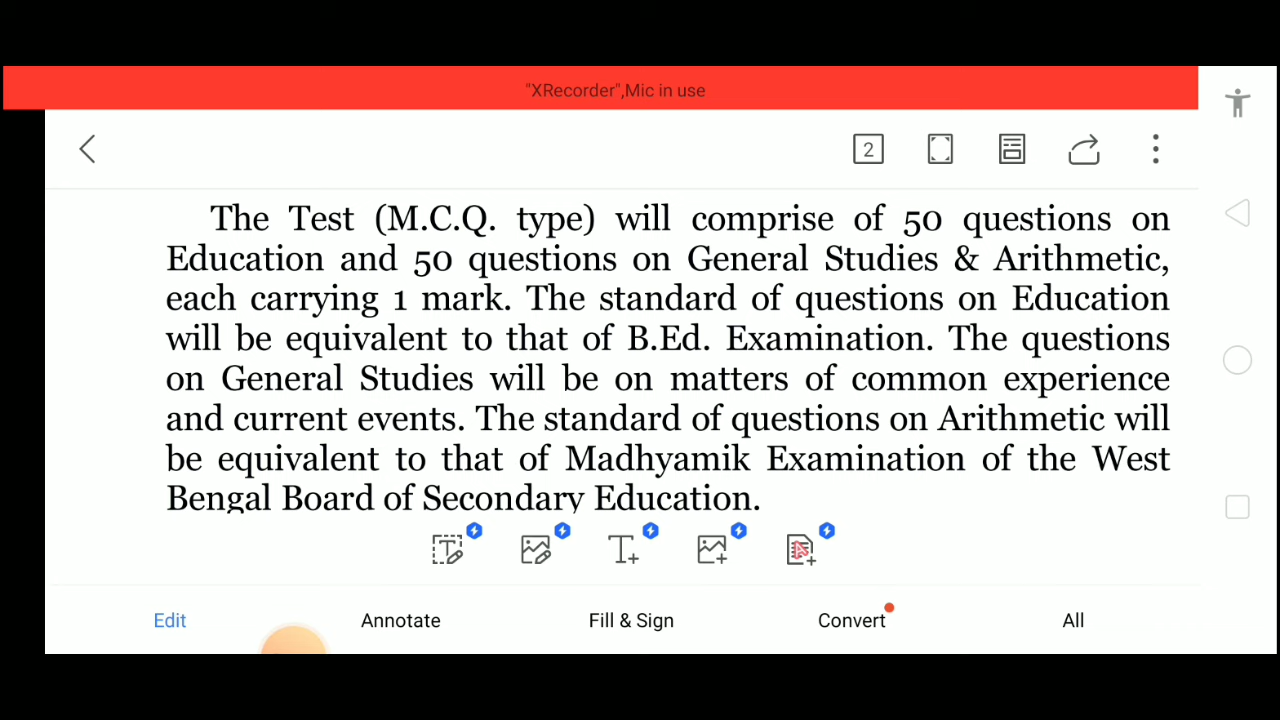 "XRecorder",Mic in use
2
The Test (M.C.Q. type) will comprise of 50 questions on
Education and 50 questions on General Studies & Arithmetic,
each carrying 1 mark. The standard of questions on Education
will be equivalent to that of B.Ed. Examination. The questions
on General Studies will be on matters of common experience
and current events. The standard of questions on Arithmetic will
be equivalent to that of Madhyamik Examination of the West
Bengal Board of Secondary Education.
Edit Annotate Fill & Sign Convert All